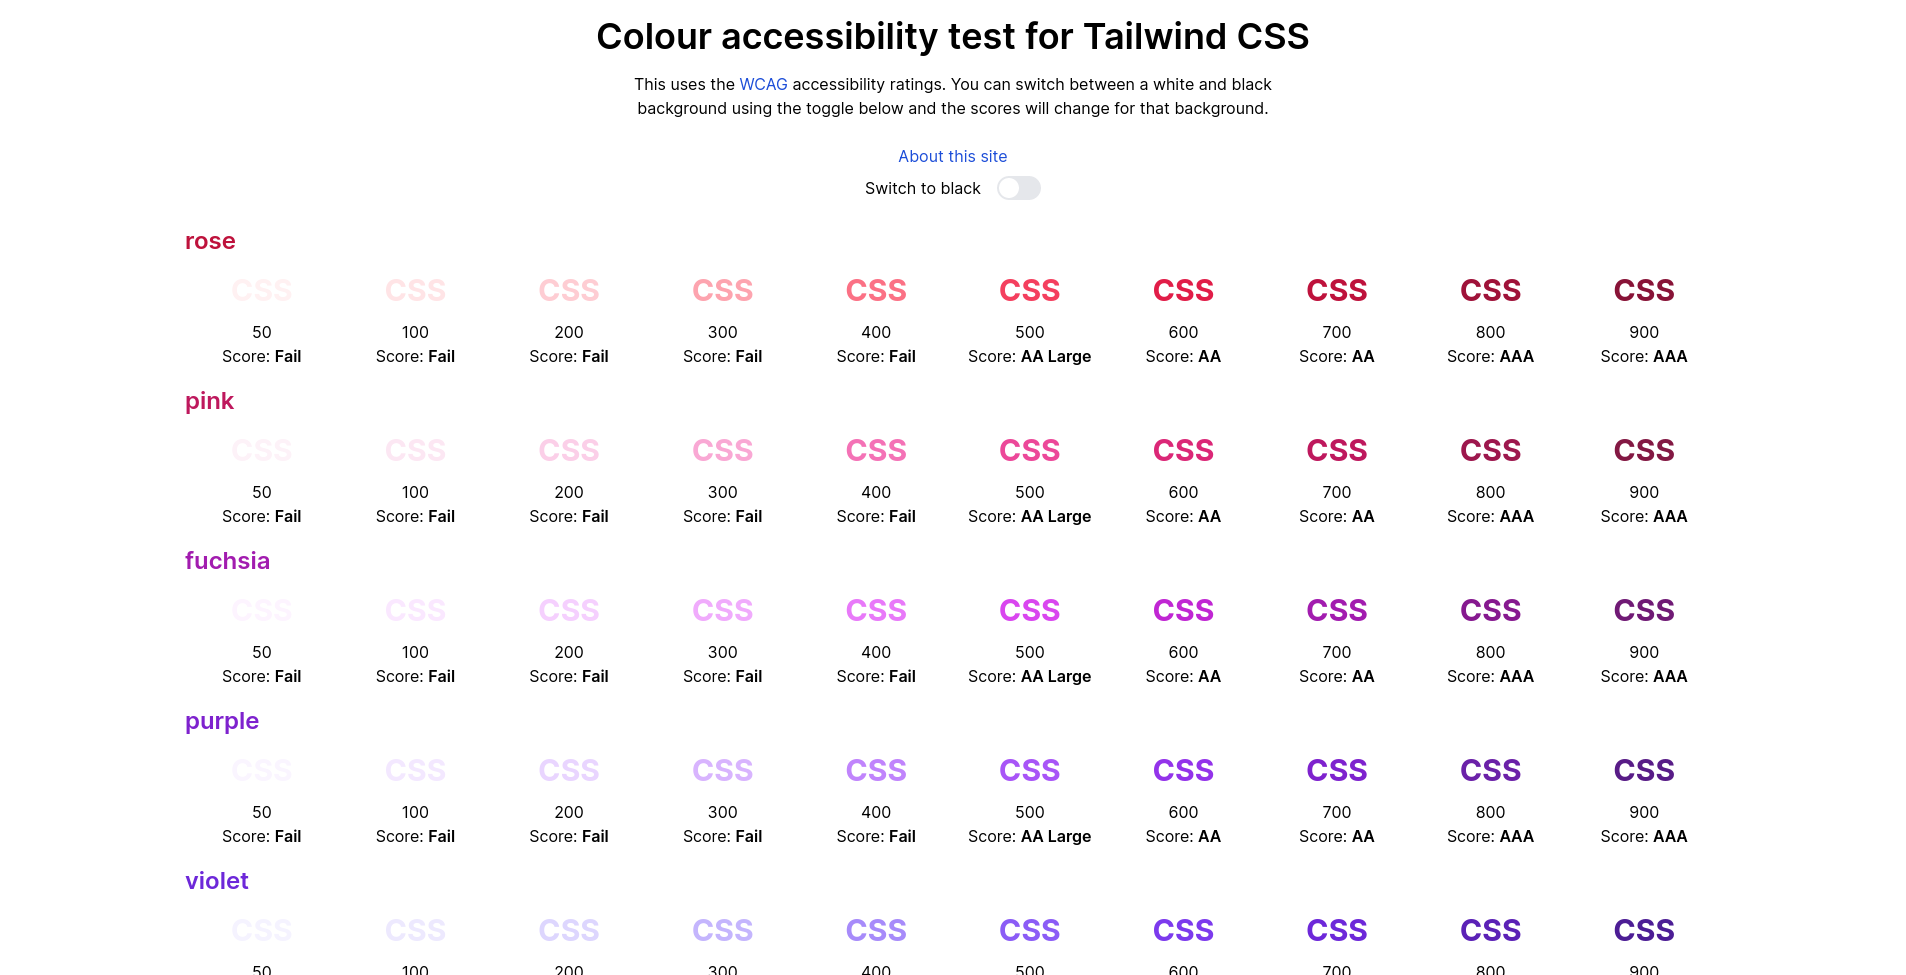 Colour accessibility test for Tailwind CSS
This uses the WCAG accessibility ratings. You can switch between a white and black
background using the toggle below and the scores will change for that background.
About this site
Switch to black
rose
CSS CSS CSS CSS CSS CSS CSS CSS CSS CSS
50 100 200 300 400 500 600 700 800 900
Score: Fail Score: Fail Score: Fail Score: Fail Score: Fail Score: AA Large Score: AA Score: AA Score: AAA Score: AAA
pink
CSS CSS CSS CSS CSS CSS CSS CSS CSS CSS
50 100 200 300 400 500 600 700 800 900
Score: Fail Score: Fail Score: Fail Score: Fail Score: Fail Score: AA Large Score: AA Score: AA Score: AAA Score: AAA
fuchsia
CSS CSS CSS CSS CSS CSS CSS CSS CSS CSS
50 100 200 300 400 500 600 700 800 900
Score: Fail Score: Fail Score: Fail Score: Fail Score: Fail Score: AA Large Score: AA Score: AA Score: AAA Score: AAA
purple
CSS CSS CSS CSS CSS CSS CSS CSS CSS CSS
50 100 200 300 400 500 600 700 800 900
Score: Fail Score: Fail Score: Fail Score: Fail Score: Fail Score: AA Large Score: AA Score: AA Score: AAA Score: AAA
violet
CSS CSS CSS CSS CSS CSS CSS CSS CSS CSS
50 100 200 300 400 500 600 700 800 900